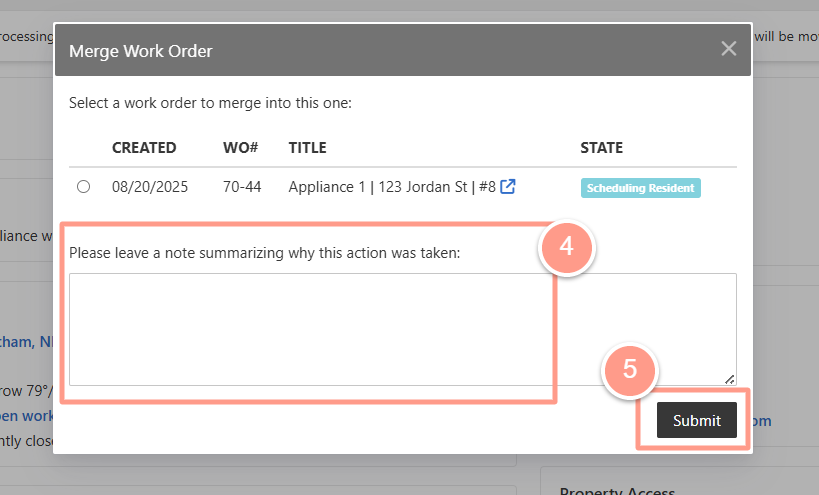 rocessing
will be mo
Merge Work Order
Select a work order to merge into this one:
CREATED WO# TITLE STATE
08/20/2025 70-44 Appliance 1 | 123 Jordan St | #8 Scheduling Resident
liance w
Please leave a note summarizing why this action was taken:
4
tham, N
row 79°/
pen work
ntly close
5
Submit
om
Property Access